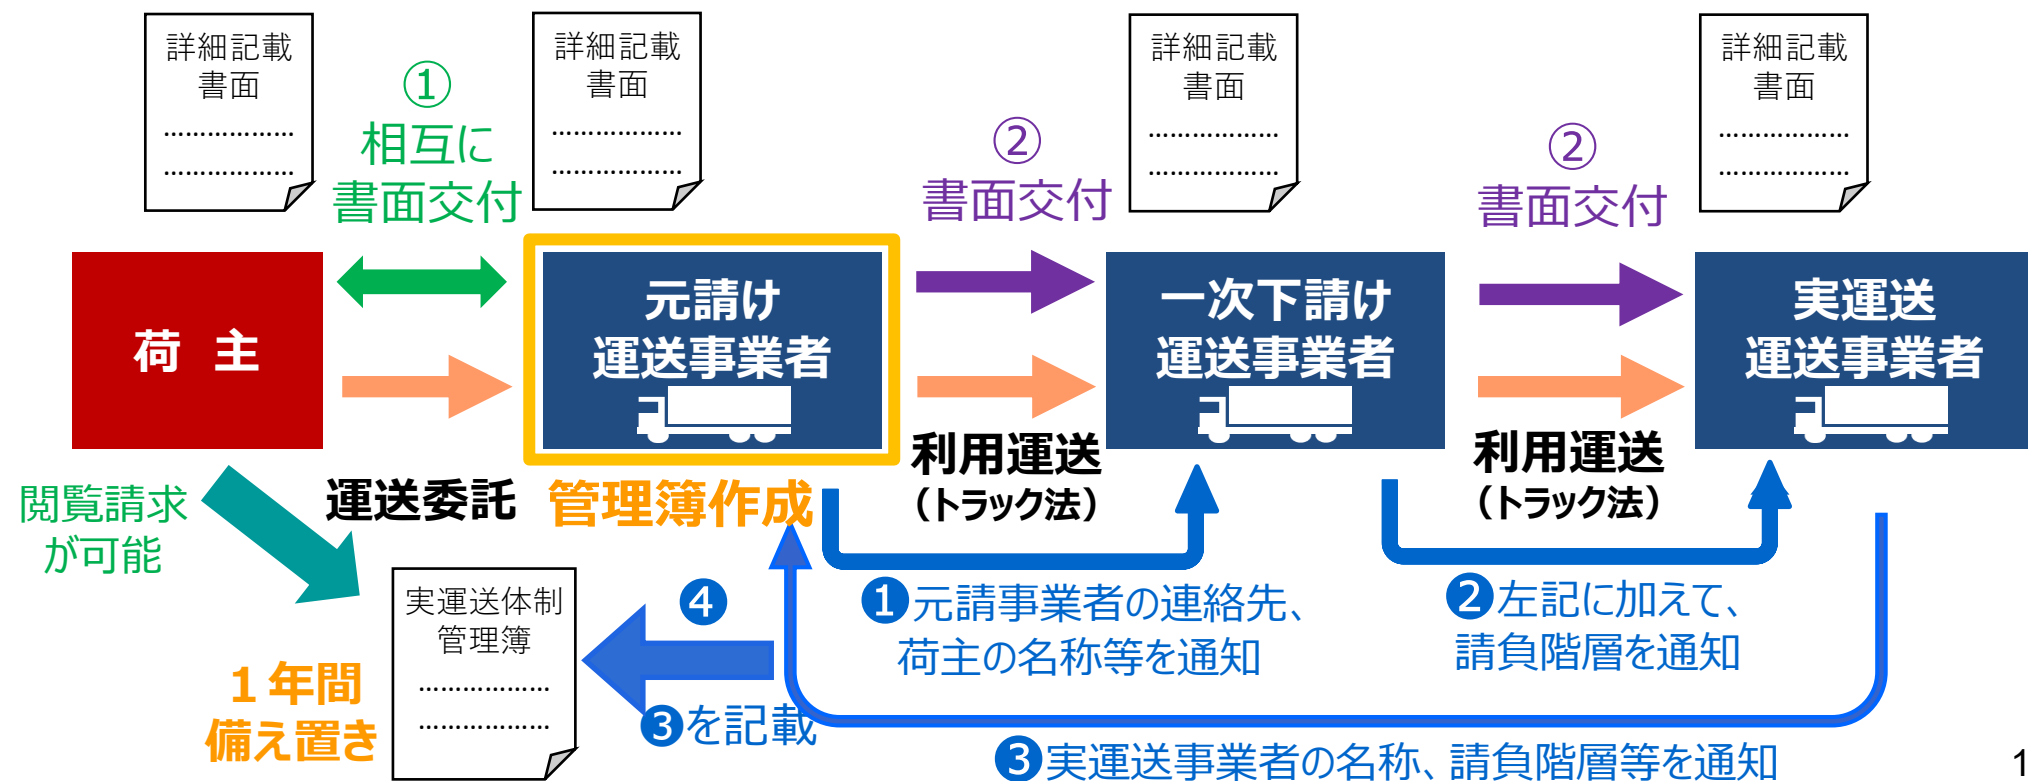 詳細記載
書面
………………
………………
①
相互に
書面交付
詳細記載
書面
………………
………………
②
書面交付
詳細記載
書面
………………
………………
②
書面交付
詳細記載
書面
………………
………………
荷 主
元請け
運送事業者
一次下請け
運送事業者
実運送
運送事業者
閲覧請求
が可能
運送委託
管理簿作成
利用運送
（トラック法）
利用運送
（トラック法）
❶元請事業者の連絡先、
荷主の名称等を通知
❷左記に加えて、
請負階層を通知
実運送体制
管理簿
………………
………………
１年間
備え置き
❹
❸を記載
❸実運送事業者の名称、請負階層等を通知
1